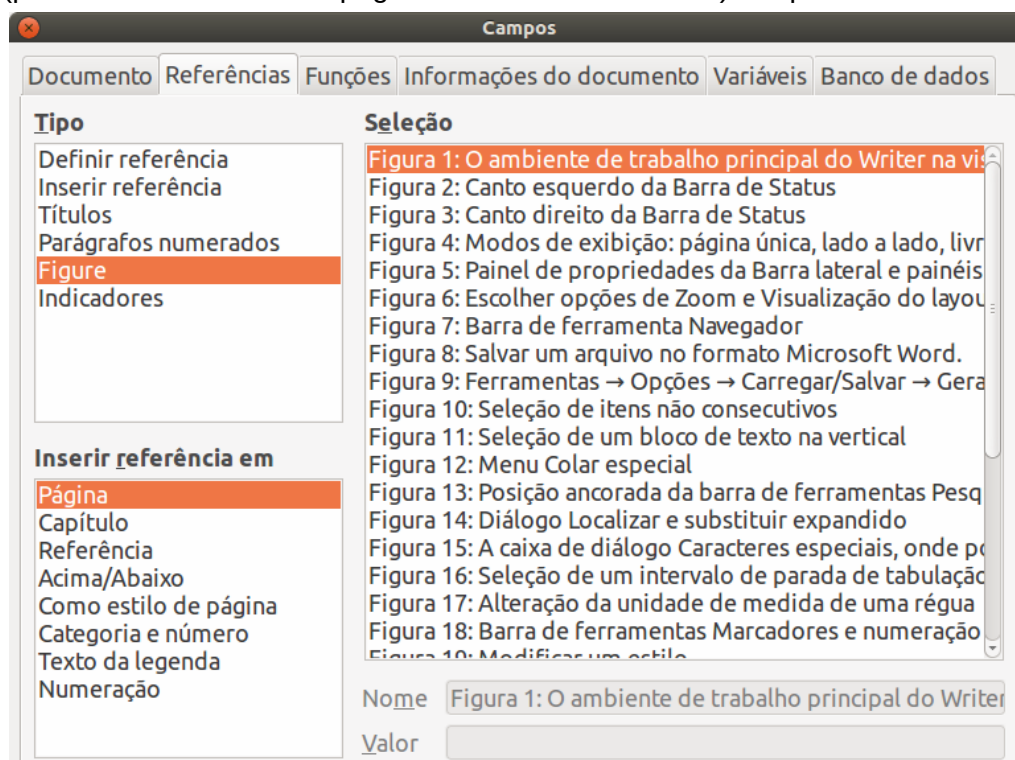 Campos
Documento Referências Funções Informações do documento Variáveis Banco de dados
Tipo
Definir referência
Inserir referência
Títulos
Parágrafos numerados
Figure
Indicadores
Inserir referência em
Página
Capítulo
Referência
Acima/Abaixo
Como estilo de página
Categoria e número
Texto da legenda
Numeração
Seleção
Figura 1: O ambiente de trabalho principal do Writer na vis
Figura 2: Canto esquerdo da Barra de Status
Figura 3: Canto direito da Barra de Status
Figura 4: Modos de exibição: página única, lado a lado, livr
Figura 5: Painel de propriedades da Barra lateral e painéis
Figura 6: Escolher opções de Zoom e Visualização do layou
Figura 7: Barra de ferramenta Navegador
Figura 8: Salvar um arquivo no formato Microsoft Word.
Figura 9: Ferramentas → Opções → Carregar/Salvar → Gera
Figura 10: Seleção de itens não consecutivos
Figura 11: Seleção de um bloco de texto na vertical
Figura 12: Menu Colar especial
Figura 13: Posição ancorada da barra de ferramentas Pesq
Figura 14: Diálogo Localizar e substituir expandido
Figura 15: A caixa de diálogo Caracteres especiais, onde po
Figura 16: Seleção de um intervalo de parada de tabulação
Figura 17: Alteração da unidade de medida de uma régua
Figura 18: Barra de ferramentas Marcadores e numeração
Figura 19: Modificar um estilo
Nome Figura 1: O ambiente de trabalho principal do Writer
Valor